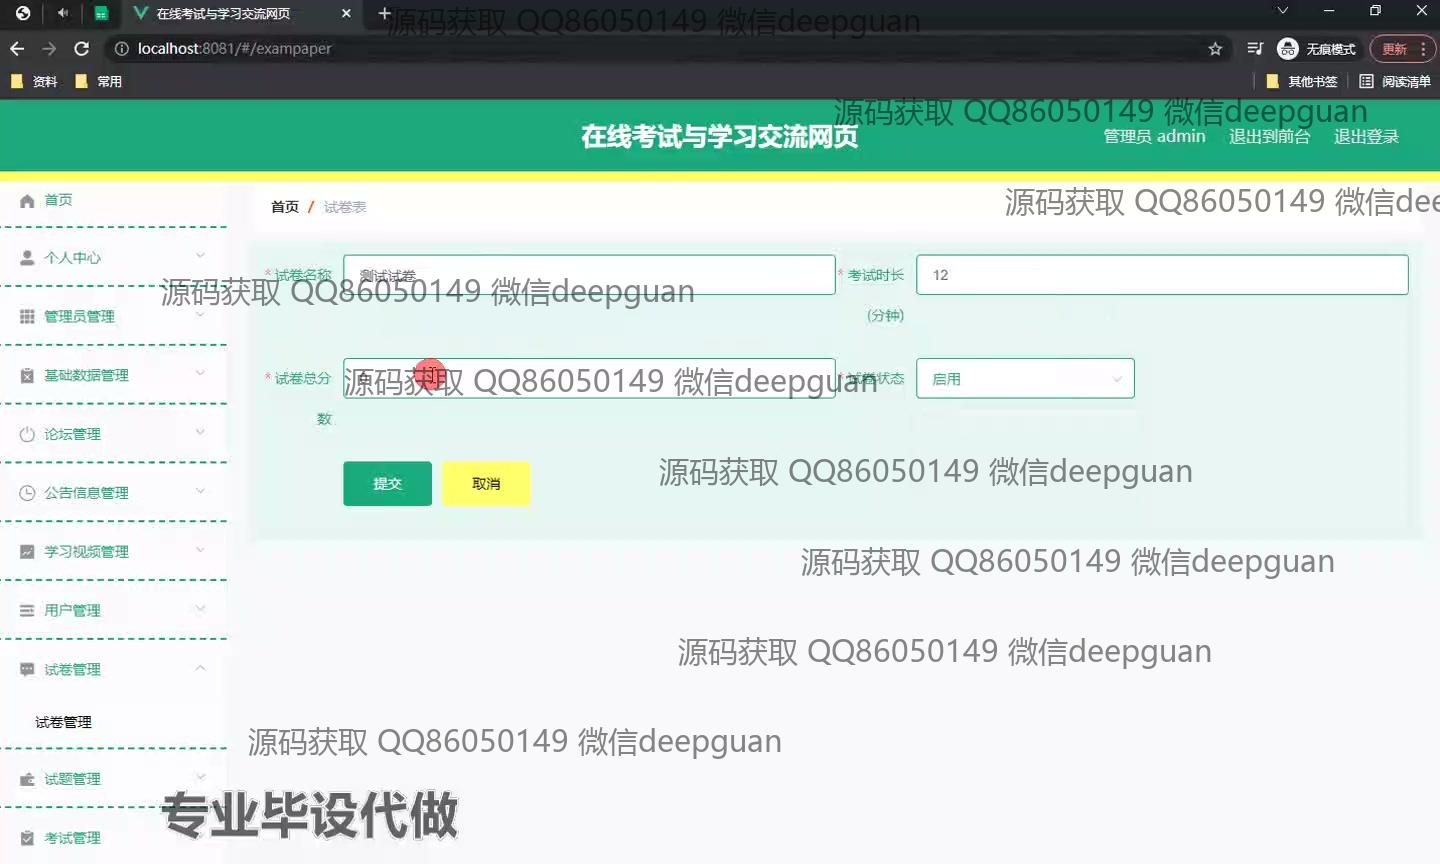 在线考试与学习交流网页
源码获取 QQ86050149 微信deepguan
localhost:8081/#/exampaper
无痕模式
更新
资料
常用
其他书签
阅读清单
源码获取 QQ86050149 微信deepguan
在线考试与学习交流网页
管理员 admin
退出到前台
退出登录
首页
首页 / 试卷表
源码获取 QQ86050149 微信dee
个人中心
* 试卷名称
测试试卷
* 考试时长
(分钟)
12
源码获取 QQ86050149 微信deepguan
管理员管理
基础数据管理
* 试卷总分
数
源码获取 QQ86050149 微信deepguan
试卷状态
启用
论坛管理
源码获取 QQ86050149 微信deepguan
提交
取消
公告信息管理
学习视频管理
源码获取 QQ86050149 微信deepguan
用户管理
源码获取 QQ86050149 微信deepguan
试卷管理
试卷管理
源码获取 QQ86050149 微信deepguan
试题管理
专业毕设代做
考试管理